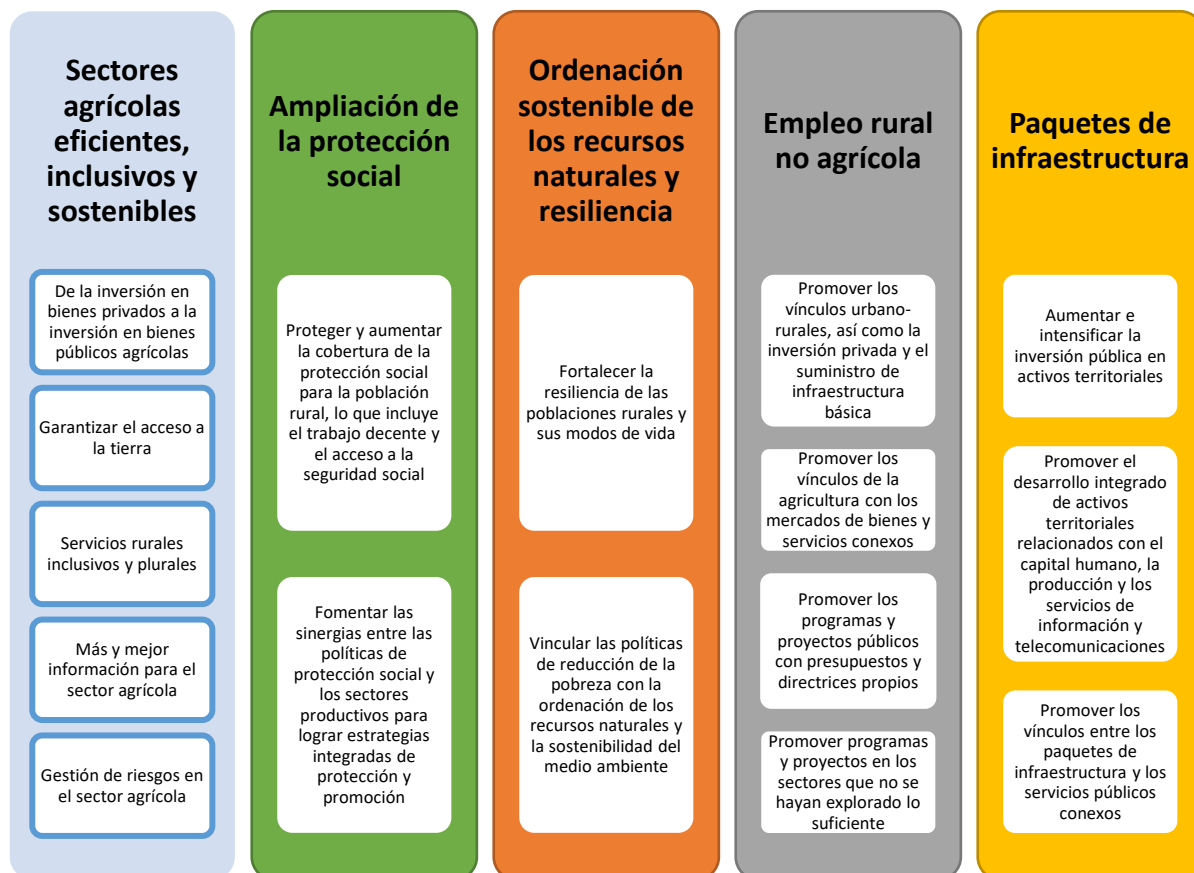 Sectores
agrícolas
eficientes,
inclusivos y
sostenibles
De la inversión en
bienes privados a la
inversión en bienes
públicos agrícolas
Garantizar el acceso a
la tierra
Servicios rurales
inclusivos y plurales
Más y mejor
información para el
sector agrícola
Gestión de riesgos en
el sector agrícola
Ampliación de
la protección
social
Proteger y aumentar
la cobertura de la
protección social
para la población
rural, lo que incluye
el trabajo decente y
el acceso a la
seguridad social
Fomentar las
sinergias entre las
políticas de
protección social y
los sectores
productivos para
lograr estrategias
integradas de
protección y
promoción
Ordenación
sostenible de
los recursos
naturales y
resiliencia
Fortalecer la
resiliencia de las
poblaciones rurales y
sus modos de vida
Vincular las políticas
de reducción de la
pobreza con la
ordenación de los
recursos naturales y
la sostenibilidad del
medio ambiente
Empleo rural
no agrícola
Promover los
vínculos urbano-
rurales, así como la
inversión privada y el
suministro de
infraestructura
básica
Promover los
vínculos de la
agricultura con los
mercados de bienes y
servicios conexos
Promover los
programas y
proyectos públicos
con presupuestos y
directrices propios
Promover programas
y proyectos en los
sectores que no se
hayan explorado lo
suficiente
Paquetes de
infraestructura
Aumentar e
intensificar la
inversión pública en
activos territoriales
Promover el
desarrollo integrado
de activos
territoriales
relacionados con el
capital humano, la
producción y los
servicios de
información y
telecomunicaciones
Promover los
vínculos entre los
paquetes de
infraestructura y los
servicios públicos
conexos